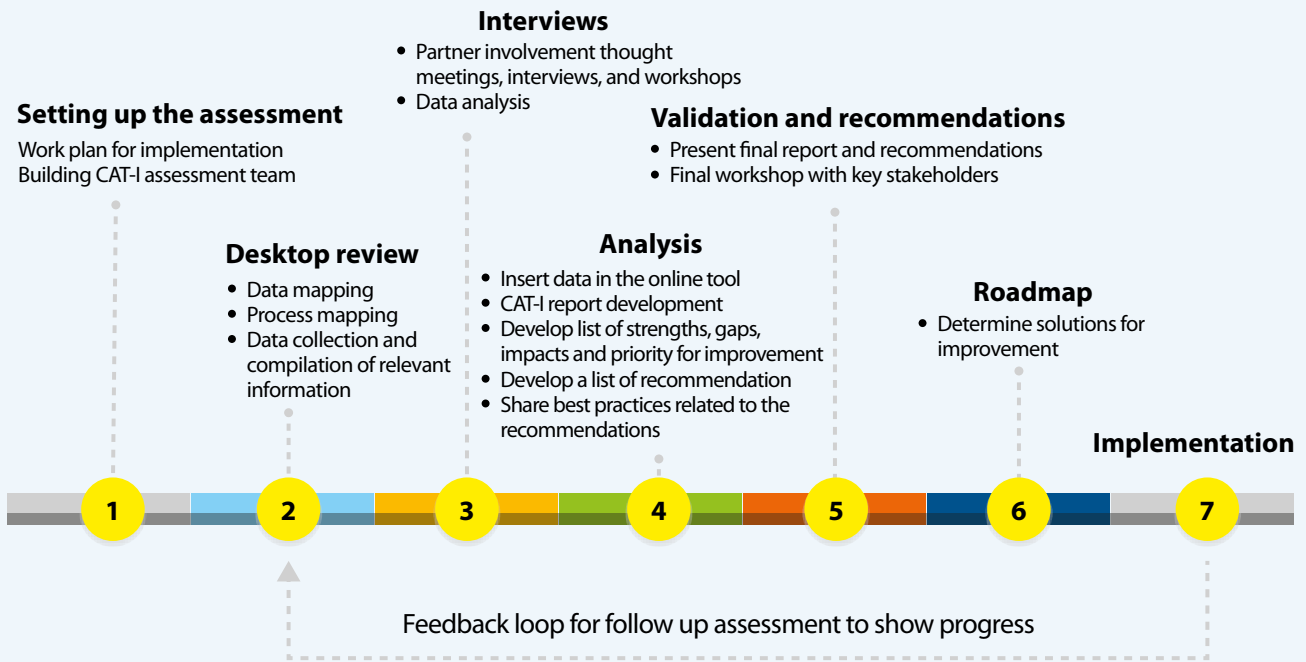 Setting up the assessment
Work plan for implementation
Building CAT-I assessment team
1
Desktop review
• Data mapping
• Process mapping
• Data collection and
compilation of relevant
information
2
Interviews
• Partner involvement thought
meetings, interviews, and workshops
• Data analysis
3
Analysis
• Insert data in the online tool
• CAT-I report development
• Develop list of strengths, gaps,
impacts and priority for improvement
• Develop a list of recommendation
• Share best practices related to the
recommendations
4
Validation and recommendations
• Present final report and recommendations
• Final workshop with key stakeholders
5
Roadmap
• Determine solutions for
improvement
6
Implementation
7
Feedback loop for follow up assessment to show progress